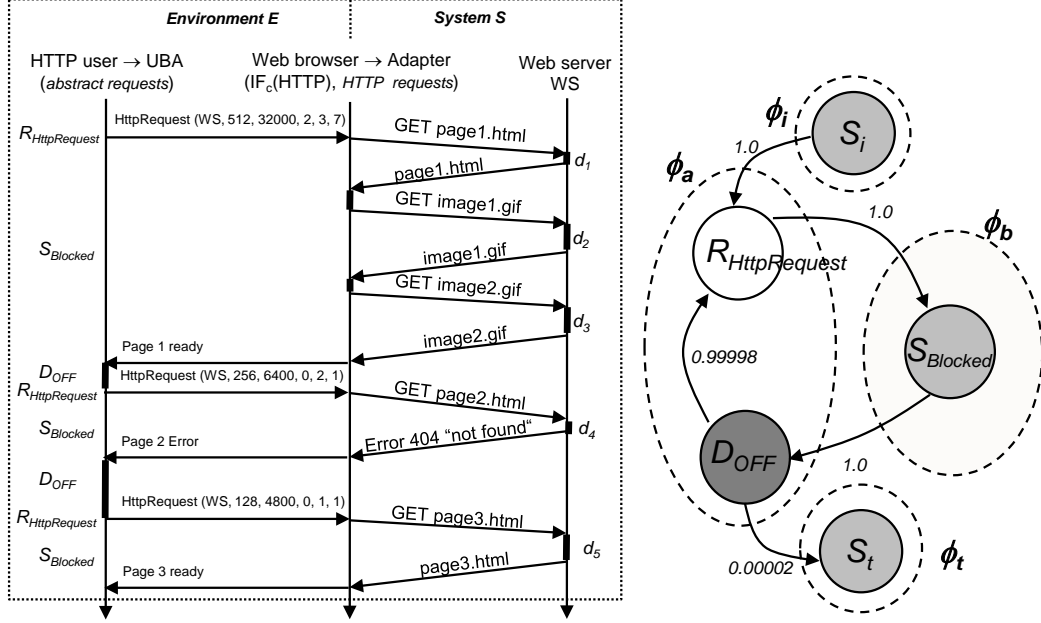 Environment E
System S
HTTP user → UBA
(abstract requests)
Web browser → Adapter
(IFc(HTTP), HTTP requests)
Web server
WS
RHttpRequest
HttpRequest (WS, 512, 32000, 2, 3, 7)
GET page1.html
d1
page1.html
GET image1.gif
SBlocked
d2
image1.gif
GET image2.gif
d3
image2.gif
Page 1 ready
DOFF
RHttpRequest
HttpRequest (WS, 256, 6400, 0, 2, 1)
GET page2.html
SBlocked
d4
Error 404 “not found“
Page 2 Error
DOFF
HttpRequest (WS, 128, 4800, 0, 1, 1)
RHttpRequest
GET page3.html
SBlocked
d5
page3.html
Page 3 ready
ϕi
Si
1.0
ϕa
1.0
ϕb
RHttpRequest
SBlocked
0.99998
DOFF
1.0
0.00002
St
ϕt